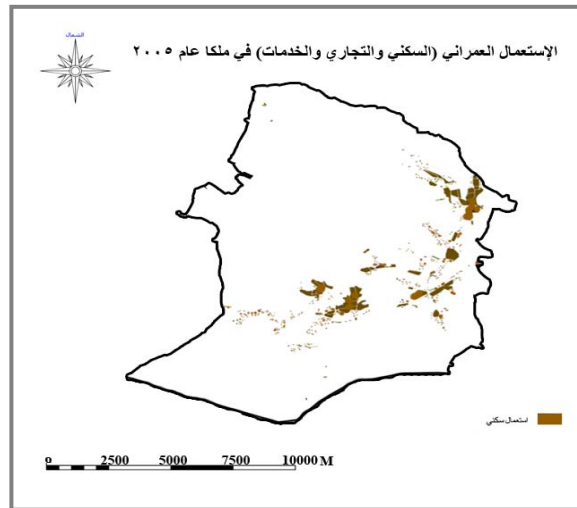 الشمال
الإستعمال العمراني (السكني والتجاري والخدمات) في ملكا عام ٢٠٠٥
استعمال سكني
0 2500 5000 7500 10000 M